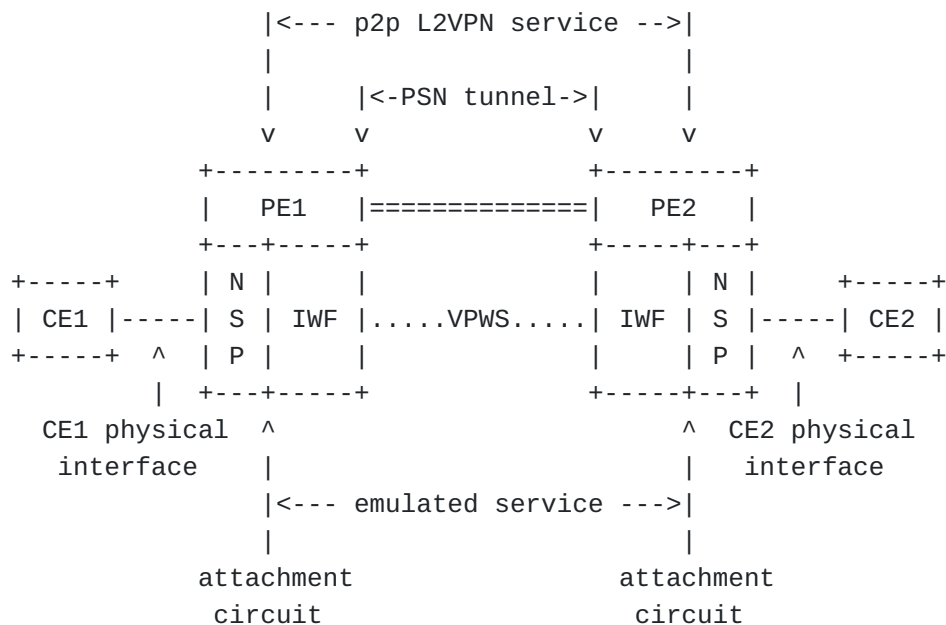 |<--- p2p L2VPN service -->|
|                          |
|     |<-PSN tunnel->|     |
v     v              v     v
+---------+              +---------+
|   PE1   |==============|   PE2   |
+---+-----+              +-----+---+
+-----+     | N |     |              |     | N |     +-----+
| CE1 |-----| S | IWF |.....VPWS.....| IWF | S |-----| CE2 |
+-----+  ^  | P |     |              |     | P |  ^  +-----+
|  +---+-----+              +-----+---+  |
CE1 physical  ^                          ^  CE2 physical
interface    |                          |   interface
|<--- emulated service --->|
|                          |
attachment                 attachment
circuit                    circuit